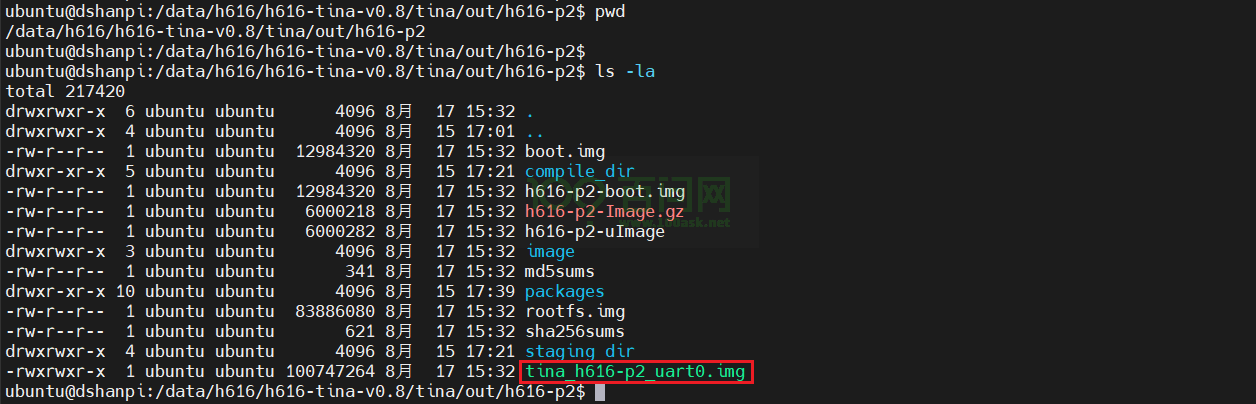 ubuntu@dshanpi:/data/h616/h616-tina-v0.8/tina/out/h616-p2$ pwd
/data/h616/h616-tina-v0.8/tina/out/h616-p2
ubuntu@dshanpi:/data/h616/h616-tina-v0.8/tina/out/h616-p2$
ubuntu@dshanpi:/data/h616/h616-tina-v0.8/tina/out/h616-p2$ ls -la
total 217420
drwxrwxr-x  6 ubuntu ubuntu      4096 8月  17 15:32 .
drwxrwxr-x  4 ubuntu ubuntu      4096 8月  15 17:01 ..
-rw-r--r--  1 ubuntu ubuntu  12984320 8月  17 15:32 boot.img
drwxr-xr-x  5 ubuntu ubuntu      4096 8月  15 17:21 compile_dir
-rw-r--r--  1 ubuntu ubuntu  12984320 8月  17 15:32 h616-p2-boot.img
-rw-r--r--  1 ubuntu ubuntu   6000218 8月  17 15:32 h616-p2-Image.gz
-rw-r--r--  1 ubuntu ubuntu   6000282 8月  17 15:32 h616-p2-uImage
drwxrwxr-x  3 ubuntu ubuntu      4096 8月  17 15:32 image
-rw-r--r--  1 ubuntu ubuntu       341 8月  17 15:32 md5sums
drwxr-xr-x 10 ubuntu ubuntu      4096 8月  15 17:39 packages
-rw-r--r--  1 ubuntu ubuntu  83886080 8月  17 15:32 rootfs.img
-rw-r--r--  1 ubuntu ubuntu       621 8月  17 15:32 sha256sums
drwxrwxr-x  4 ubuntu ubuntu      4096 8月  15 17:21 staging_dir
-rwxrwxr-x  1 ubuntu ubuntu 100747264 8月  17 15:32 tina_h616-p2_uart0.img
ubuntu@dshanpi:/data/h616/h616-tina-v0.8/tina/out/h616-p2$
100 百问网
www.100ask.net